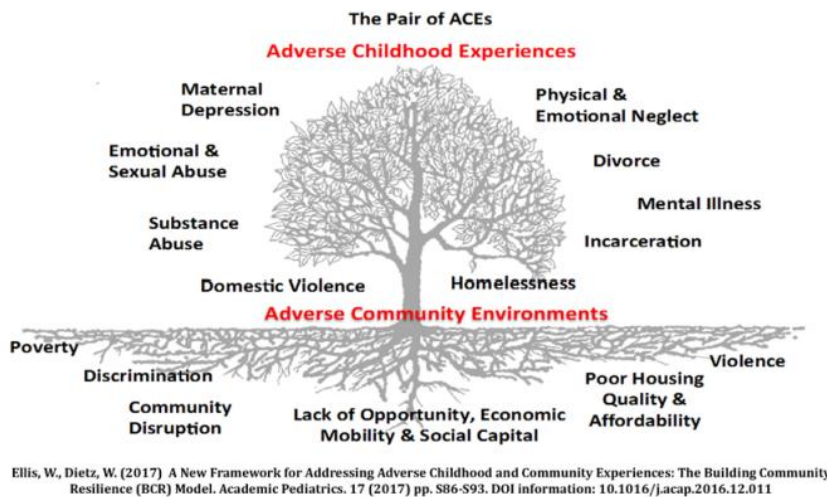 The Pair of ACEs
Adverse Childhood Experiences
Maternal
Depression
Physical &
Emotional Neglect
Emotional &
Sexual Abuse
Divorce
Mental Illness
Substance
Abuse
Incarceration
Domestic Violence
Homelessness
Adverse Community Environments
Poverty
Violence
Discrimination
Poor Housing
Quality &
Affordability
Community
Disruption
Lack of Opportunity, Economic
Mobility & Social Capital
Ellis, W., Dietz, W. (2017) A New Framework for Addressing Adverse Childhood and Community Experiences: The Building Community
Resilience (BCR) Model. Academic Pediatrics. 17 (2017) pp. S86-S93. DOI information: 10.1016/j.acap.2016.12.011